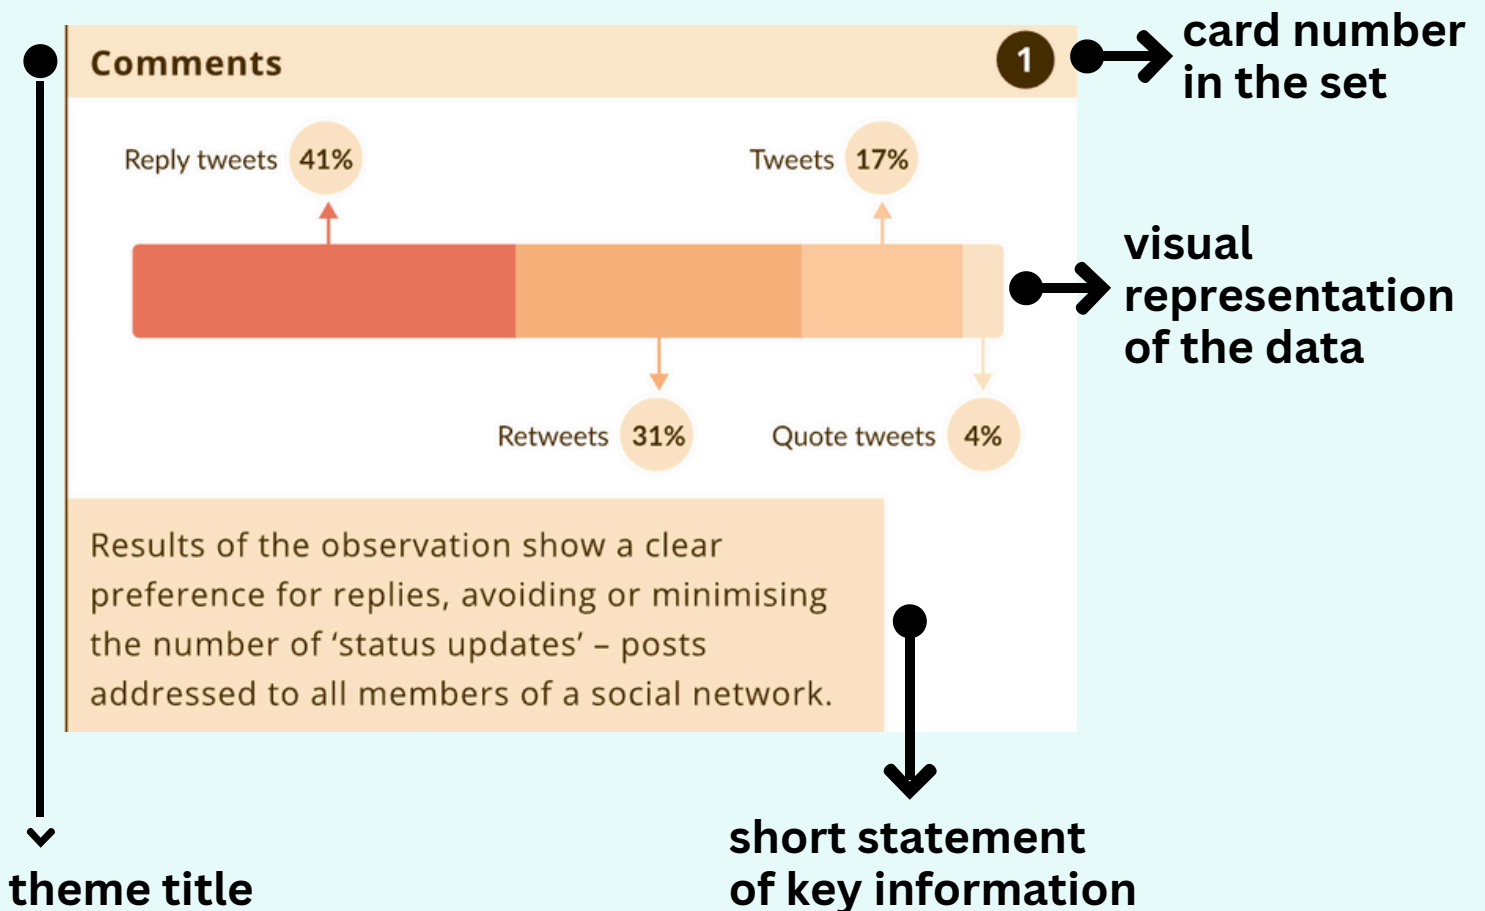 Comments
1
card number
in the set
Reply tweets 41%
Tweets 17%
visual
representation
of the data
Retweets 31%
Quote tweets 4%
Results of the observation show a clear
preference for replies, avoiding or minimising
the number of ‘status updates’ – posts
addressed to all members of a social network.
short statement
of key information
theme title